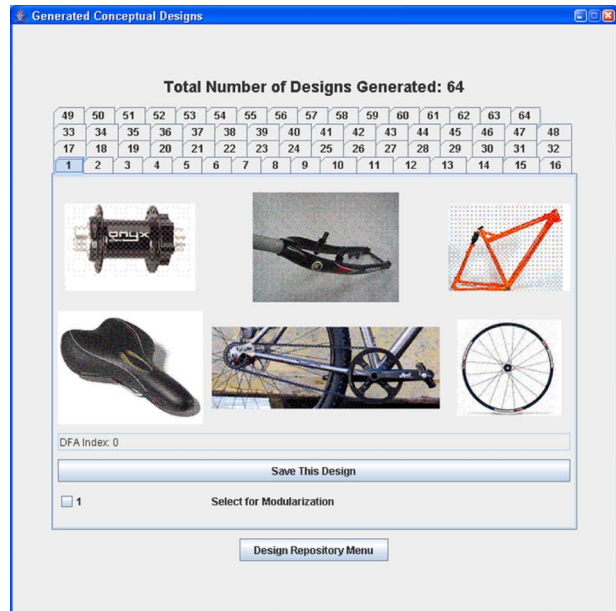 Generated Conceptual Designs
Total Number of Designs Generated: 64
49 50 51 52 53 54 55 56 57 58 59 60 61 62 63 64
33 34 35 36 37 38 39 40 41 42 43 44 45 46 47 48
17 18 19 20 21 22 23 24 25 26 27 28 29 30 31 32
1 2 3 4 5 6 7 8 9 10 11 12 13 14 15 16
onyx
DFA Index: 0
Save This Design
1 Select for Modularization
Design Repository Menu